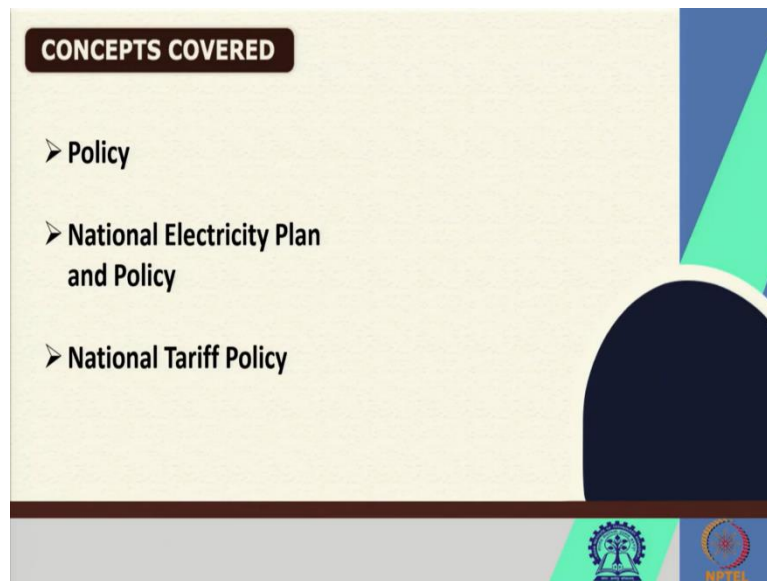 CONCEPTS COVERED
➢ Policy
➢ National Electricity Plan
and Policy
➢ National Tariff Policy
NPTEL